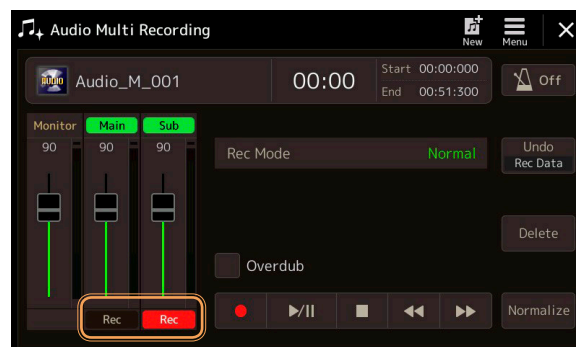 Audio Multi Recording
New
Menu
Audio_M_001
00:00
Start 00:00:000
End 00:51:300
Off
Monitor Main Sub
90 90 90
Rec Mode Normal
Undo
Rec Data
Delete
Overdub
Rec Rec
Normalize